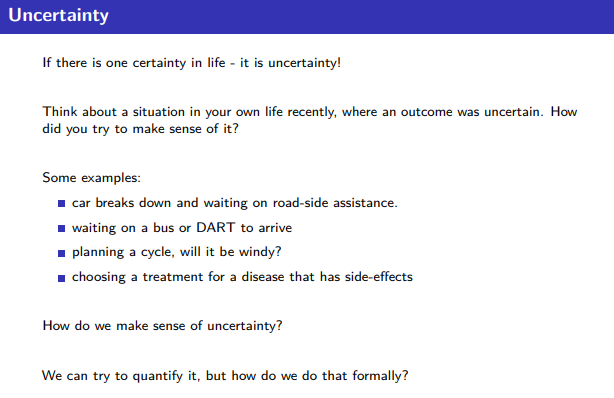 Uncertainty
If there is one certainty in life - it is uncertainty!
Think about a situation in your own life recently, where an outcome was uncertain. How
did you try to make sense of it?
Some examples:
car breaks down and waiting on road-side assistance.
waiting on a bus or DART to arrive
planning a cycle, will it be windy?
choosing a treatment for a disease that has side-effects
How do we make sense of uncertainty?
We can try to quantify it, but how do we do that formally?